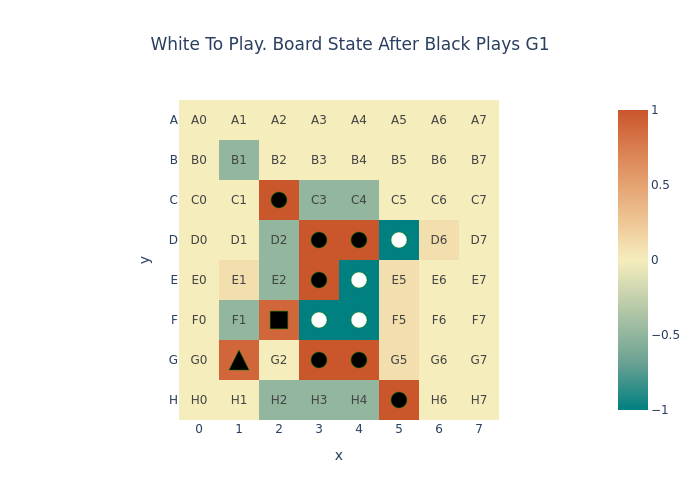 White To Play. Board State After Black Plays G1
A A0 A1 A2 A3 A4 A5 A6 A7 1
B B0 B1 B2 B3 B4 B5 B6 B7
C C0 C1 C3 C4 C5 C6 C7 0.5
D D0 D1 D2 D6 D7
y 0
E E0 E1 E2 E5 E6 E7
F F0 F1 F5 F6 F7 −0.5
G G0 G2 G5 G6 G7
H H0 H1 H2 H3 H4 H6 H7 −1
0 1 2 3 4 5 6 7
x